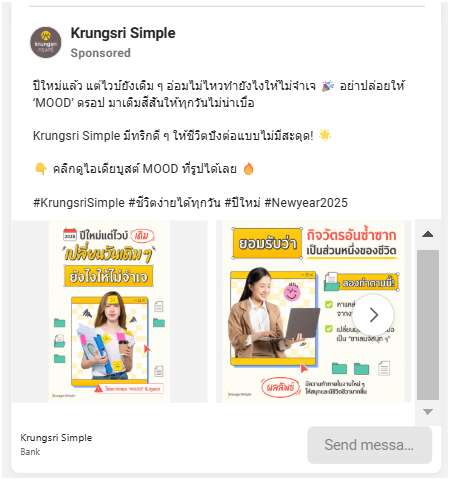 Krungsri Simple
Sponsored
ปีใหม่แล้ว แต่ไวบ์ยังเดิม ๆ อ่อมไม่ไหวทำยังไงให้ไม่จำเจ 🎉 อย่าปล่อยให้
‘MOOD’ ดรอป มาเติมสีสันให้ทุกวันไม่น่าเบื่อ
Krungsri Simple มีทริกดี ๆ ให้ชีวิตปังต่อแบบไม่มีสะดุด! 🌟
👇 คลิกดูไอเดียบูสต์ MOOD ที่รูปได้เลย 🔥
#KrungsriSimple #ชีวิตง่ายได้ทุกวัน #ปีใหม่ #Newyear2025
2025 ปีใหม่แต่ไวบ์ เดิม
เปลี่ยนวันเดิมๆ
ยังไงให้ไม่จำเจ
Krungsri Simple
ยอมรับว่า กิจวัตรอันซ้ำซาก
เป็นส่วนหนึ่งของชีวิต
ลองทำตามนี้!
ผลลัพธ์
Krungsri Simple
Krungsri Simple
Bank
Send messa...